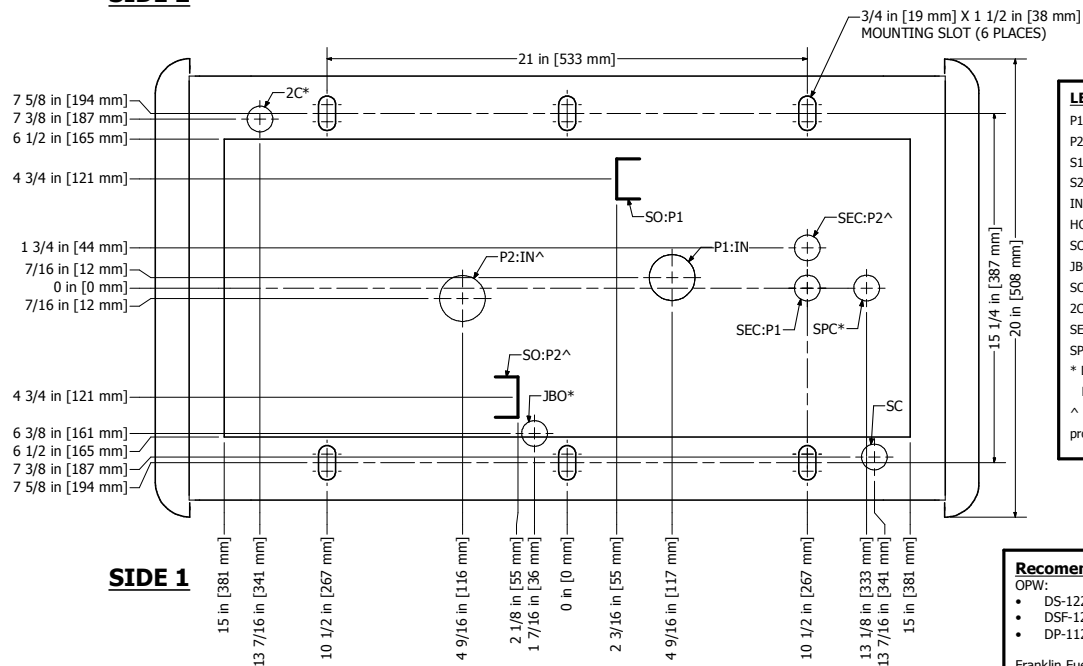 3/4 in [19 mm] X 1 1/2 in [38 mm]
MOUNTING SLOT (6 PLACES)
21 in [533 mm]
7 5/8 in [194 mm]
7 3/8 in [187 mm]
6 1/2 in [165 mm]
4 3/4 in [121 mm]
1 3/4 in [44 mm]
7/16 in [12 mm]
0 in [0 mm]
7/16 in [12 mm]
4 3/4 in [121 mm]
6 3/8 in [161 mm]
6 1/2 in [165 mm]
7 3/8 in [187 mm]
7 5/8 in [194 mm]
2C*
SO:P1
SEC:P2^
P2:IN^
P1:IN
SEC:P1
SPC*
SO:P2^
JBO*
SC
15 1/4 in [387 mm]
20 in [508 mm]
SIDE 1
15 in [381 mm]
13 7/16 in [341 mm]
10 1/2 in [267 mm]
4 9/16 in [116 mm]
2 1/8 in [55 mm]
1 7/16 in [36 mm]
0 in [0 mm]
2 3/16 in [55 mm]
4 9/16 in [117 mm]
10 1/2 in [267 mm]
13 1/8 in [333 mm]
13 7/16 in [341 mm]
15 in [381 mm]
P1
P2
S1
S2
IN
SO
JB
SC
2C
SE
SP
*
^
pro
Recomen
OPW:
• DS-122
• DSF-12
• DP-112
Franklin Fue